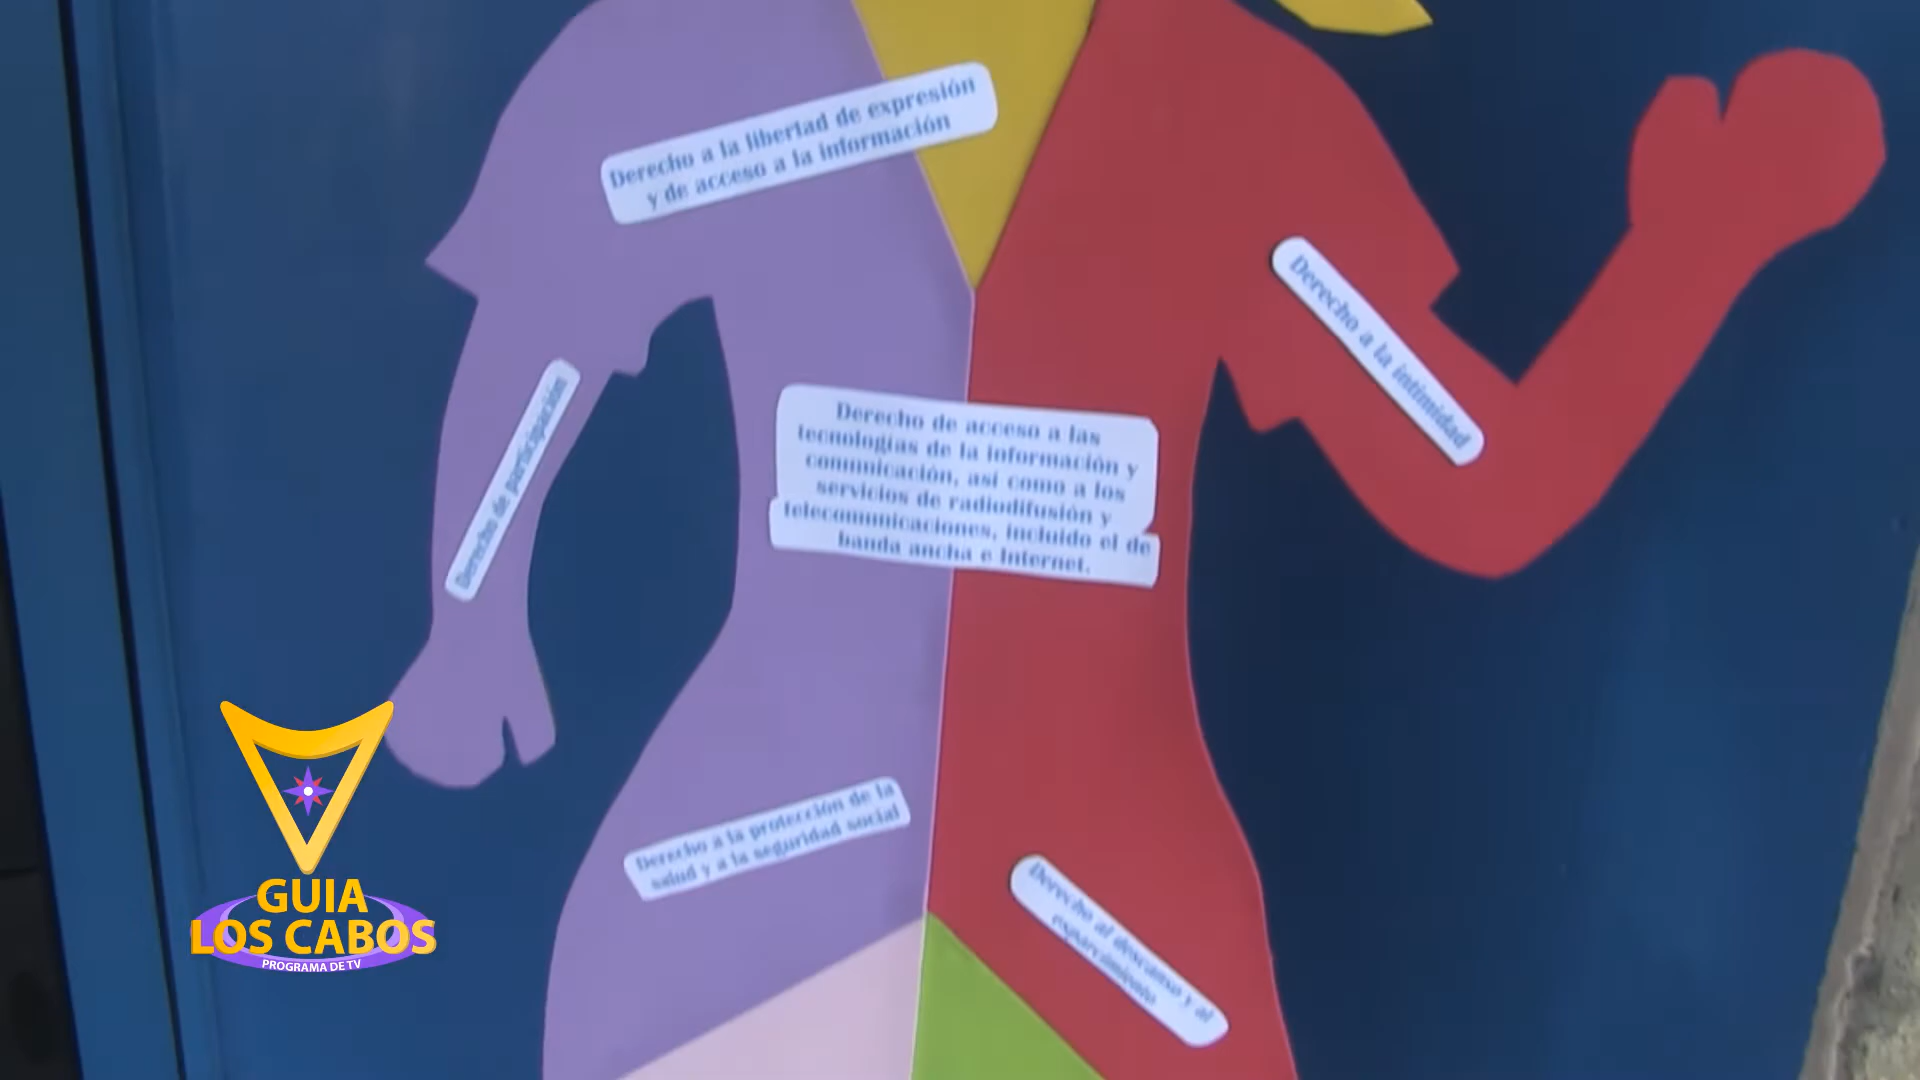 Derecho a la libertad de expresión
y de acceso a la información
Derecho a la intimidad
Derecho de participación
Derecho de acceso a las
tecnologías de la información y
comunicación, así como a los
servicios de radiodifusión y
telecomunicaciones, incluido el de
banda ancha e Internet.
Derecho a la protección de la
salud y a la seguridad social
Derecho al descanso y al
esparcimiento
GUIA
LOS CABOS
PROGRAMA DE TV